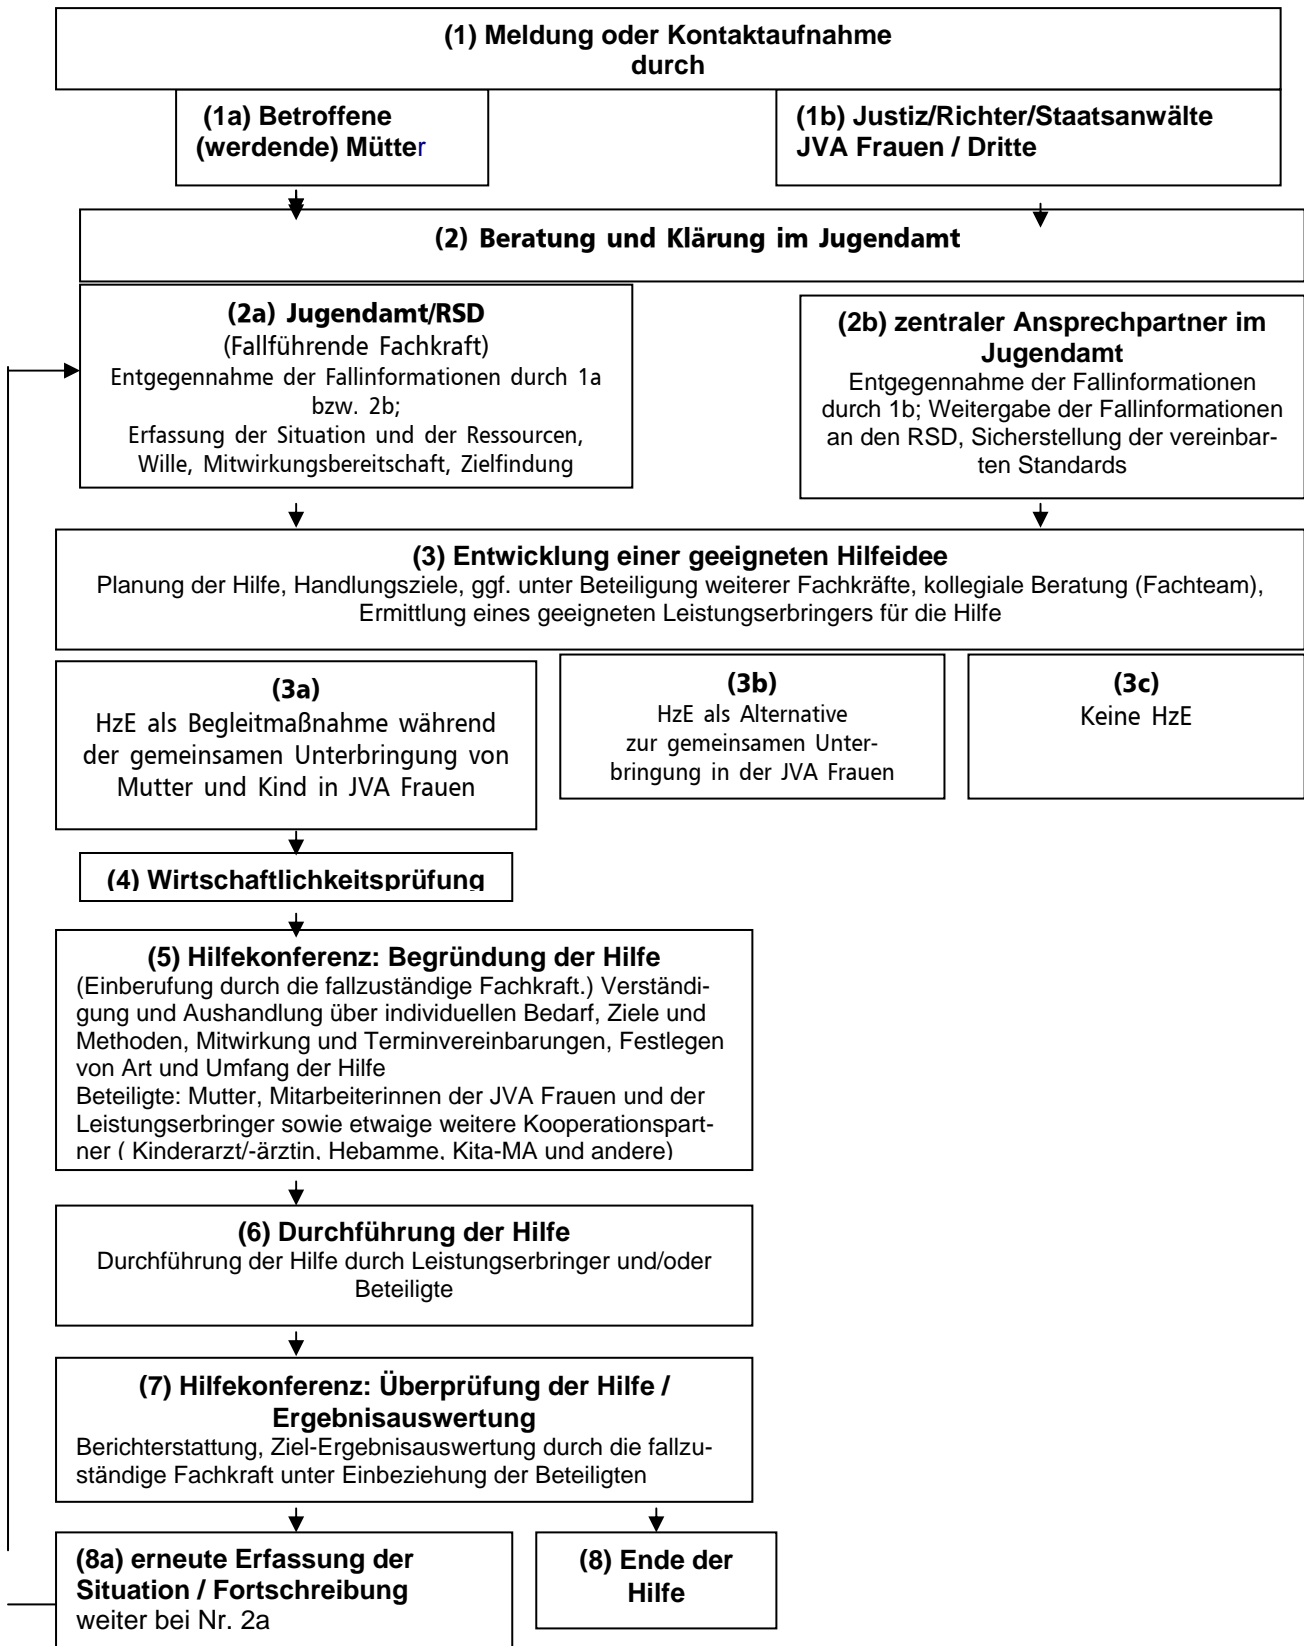 (1) Meldung oder Kontaktaufnahme
durch
(1a) Betroffene
(werdende) Mütter
(1b) Justiz/Richter/Staatsanwälte
JVA Frauen / Dritte
(2) Beratung und Klärung im Jugendamt
(2a) Jugendamt/RSD
(Fallführende Fachkraft)
Entgegennahme der Fallinformationen durch 1a
bzw. 2b;
Erfassung der Situation und der Ressourcen,
Wille, Mitwirkungsbereitschaft, Zielfindung
(2b) zentraler Ansprechpartner im
Jugendamt
Entgegennahme der Fallinformationen
durch 1b; Weitergabe der Fallinformationen
an den RSD, Sicherstellung der vereinbar-
ten Standards
(3) Entwicklung einer geeigneten Hilfeidee
Planung der Hilfe, Handlungsziele, ggf. unter Beteiligung weiterer Fachkräfte, kollegiale Beratung (Fachteam),
Ermittlung eines geeigneten Leistungserbringers für die Hilfe
(3a)
HzE als Begleitmaßnahme während
der gemeinsamen Unterbringung von
Mutter und Kind in JVA Frauen
(3b)
HzE als Alternative
zur gemeinsamen Unter-
bringung in der JVA Frauen
(3c)
Keine HzE
(4) Wirtschaftlichkeitsprüfung
(5) Hilfekonferenz: Begründung der Hilfe
(Einberufung durch die fallzuständige Fachkraft.) Verständi-
gung und Aushandlung über individuellen Bedarf, Ziele und
Methoden, Mitwirkung und Terminvereinbarungen, Festlegen
von Art und Umfang der Hilfe
Beteiligte: Mutter, Mitarbeiterinnen der JVA Frauen und der
Leistungserbringer sowie etwaige weitere Kooperationspart-
ner ( Kinderarzt/-ärztin, Hebamme, Kita-MA und andere)
(6) Durchführung der Hilfe
Durchführung der Hilfe durch Leistungserbringer und/oder
Beteiligte
(7) Hilfekonferenz: Überprüfung der Hilfe /
Ergebnisauswertung
Berichterstattung, Ziel-Ergebnisauswertung durch die fallzu-
ständige Fachkraft unter Einbeziehung der Beteiligten
(8a) erneute Erfassung der
Situation / Fortschreibung
weiter bei Nr. 2a
(8) Ende der
Hilfe